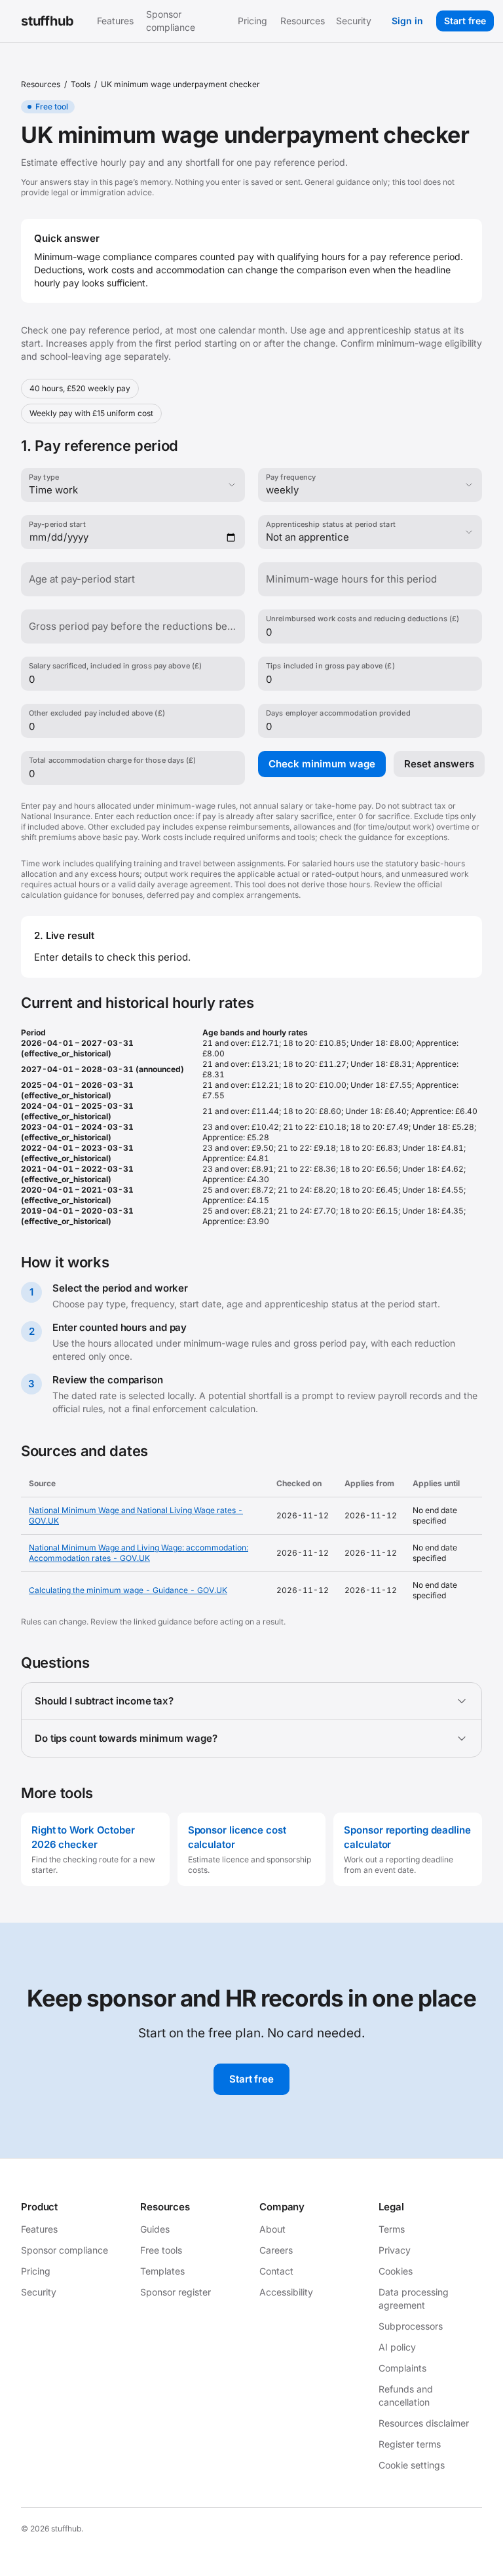 stuffhub
Features
Sponsor compliance
Pricing
Resources
Security
Sign in
Start free
Resources / Tools / UK minimum wage underpayment checker
Free tool
UK minimum wage underpayment checker
Estimate effective hourly pay and any shortfall for one pay reference period.
Your answers stay in this page's memory. Nothing you enter is saved or sent. General guidance only; this tool does not
provide legal or immigration advice.
Quick answer
Minimum-wage compliance compares counted pay with qualifying hours for a pay reference period.
Deductions, work costs and accommodation can change the comparison even when the headline
hourly pay looks sufficient.
Check one pay reference period, at most one calendar month. Use age and apprenticeship status at its
start. Increases apply from the first period starting on or after the change. Confirm minimum-wage eligibility
and school-leaving age separately.
40 hours, £520 weekly pay
Weekly pay with £15 uniform cost
1. Pay reference period
Pay type
Time work
Pay frequency
weekly
Pay-period start
mm/dd/yyyy
Apprenticeship status at period start
Not an apprentice
Age at pay-period start
Minimum-wage hours for this period
Gross period pay before the reductions be...
Unreimbursed work costs and reducing deductions (£)
0
Salary sacrificed, included in gross pay above (£)
0
Tips included in gross pay above (£)
0
Other excluded pay included above (£)
0
Days employer accommodation provided
0
Total accommodation charge for those days (£)
0
Check minimum wage
Reset answers
Enter pay and hours allocated under minimum-wage rules, not annual salary or take-home pay. Do not subtract tax or
National Insurance. Enter each reduction once: if pay is already after salary sacrifice, enter 0 for sacrifice. Exclude tips only
if included above. Other excluded pay includes expense reimbursements, allowances and (for time/output work) overtime or
shift premiums above basic pay. Work costs include required uniforms and tools; check the guidance for exceptions.
Time work includes qualifying training and travel between assignments. For salaried hours use the statutory basic-hours
allocation and any excess hours; output work requires the applicable actual or rated-output hours, and unmeasured work
requires actual hours or a valid daily average agreement. This tool does not derive those hours. Review the official
calculation guidance for bonuses, deferred pay and complex arrangements.
2. Live result
Enter details to check this period.
Current and historical hourly rates
Period
Age bands and hourly rates
2026-04-01 – 2027-03-31 (effective_or_historical)
21 and over: £12.71; 18 to 20: £10.85; Under 18: £8.00; Apprentice: £8.00
2027-04-01 – 2028-03-31 (announced)
21 and over: £13.21; 18 to 20: £11.27; Under 18: £8.31; Apprentice: £8.31
2025-04-01 – 2026-03-31 (effective_or_historical)
21 and over: £12.21; 18 to 20: £10.00; Under 18: £7.55; Apprentice: £7.55
2024-04-01 – 2025-03-31 (effective_or_historical)
21 and over: £11.44; 18 to 20: £8.60; Under 18: £6.40; Apprentice: £6.40
2023-04-01 – 2024-03-31 (effective_or_historical)
23 and over: £10.42; 21 to 22: £10.18; 18 to 20: £7.49; Under 18: £5.28; Apprentice: £5.28
2022-04-01 – 2023-03-31 (effective_or_historical)
23 and over: £9.50; 21 to 22: £9.18; 18 to 20: £6.83; Under 18: £4.81; Apprentice: £4.81
2021-04-01 – 2022-03-31 (effective_or_historical)
23 and over: £8.91; 21 to 22: £8.36; 18 to 20: £6.56; Under 18: £4.62; Apprentice: £4.30
2020-04-01 – 2021-03-31 (effective_or_historical)
25 and over: £8.72; 21 to 24: £8.20; 18 to 20: £6.45; Under 18: £4.55; Apprentice: £4.15
2019-04-01 – 2020-03-31 (effective_or_historical)
25 and over: £8.21; 21 to 24: £7.70; 18 to 20: £6.15; Under 18: £4.35; Apprentice: £3.90
How it works
1
Select the period and worker
Choose pay type, frequency, start date, age and apprenticeship status at the period start.
2
Enter counted hours and pay
Use the hours allocated under minimum-wage rules and gross period pay, with each reduction
entered only once.
3
Review the comparison
The dated rate is selected locally. A potential shortfall is a prompt to review payroll records and the
official rules, not a final enforcement calculation.
Sources and dates
Source
Checked on
Applies from
Applies until
National Minimum Wage and National Living Wage rates - GOV.UK
2026-11-12
2026-11-12
No end date specified
National Minimum Wage and Living Wage: accommodation: Accommodation rates - GOV.UK
2026-11-12
2026-11-12
No end date specified
Calculating the minimum wage - Guidance - GOV.UK
2026-11-12
2026-11-12
No end date specified
Rules can change. Review the linked guidance before acting on a result.
Questions
Should I subtract income tax?
Do tips count towards minimum wage?
More tools
Right to Work October 2026 checker
Find the checking route for a new starter.
Sponsor licence cost calculator
Estimate licence and sponsorship costs.
Sponsor reporting deadline calculator
Work out a reporting deadline from an event date.
Keep sponsor and HR records in one place
Start on the free plan. No card needed.
Start free
Product
Features
Sponsor compliance
Pricing
Security
Resources
Guides
Free tools
Templates
Sponsor register
Company
About
Careers
Contact
Accessibility
Legal
Terms
Privacy
Cookies
Data processing agreement
Subprocessors
AI policy
Complaints
Refunds and cancellation
Resources disclaimer
Register terms
Cookie settings
© 2026 stuffhub.